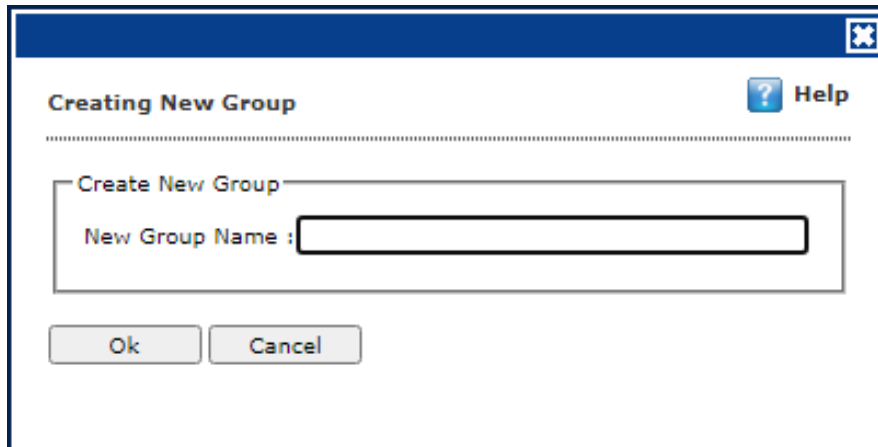 Creating New Group
? Help
Create New Group
New Group Name :
Ok
Cancel